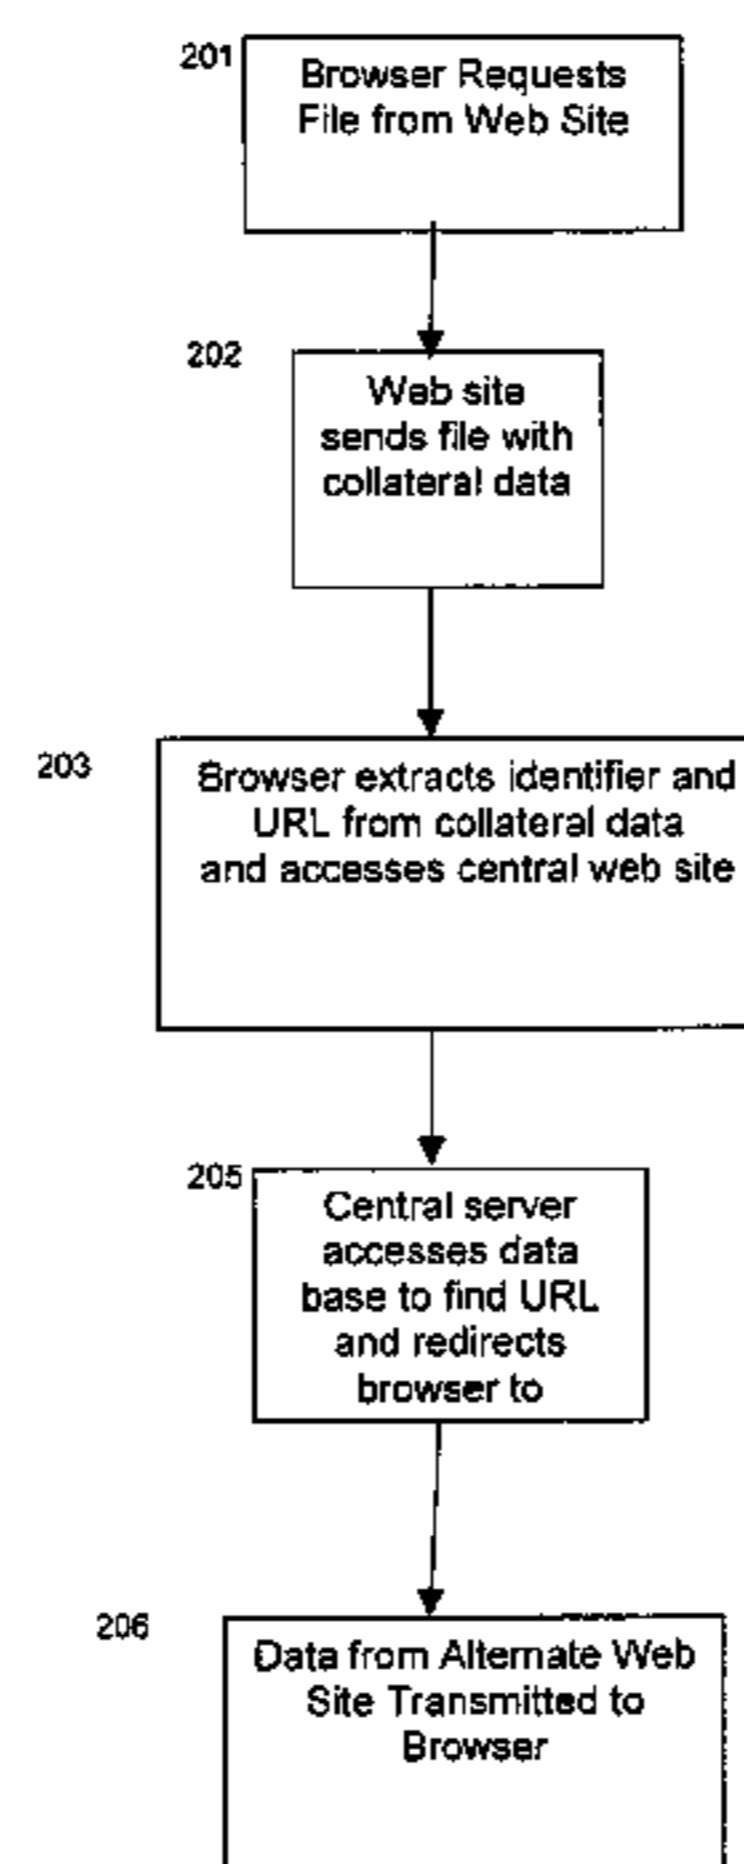 201
Browser Requests
File from Web Site
202
Web site
sends file with
collateral data
203
Browser extracts identifier and
URL from collateral data
and accesses central web site
205
Central server
accesses data
base to find URL
and redirects
browser to
206
Data from Alternate Web
Site Transmitted to
Browser